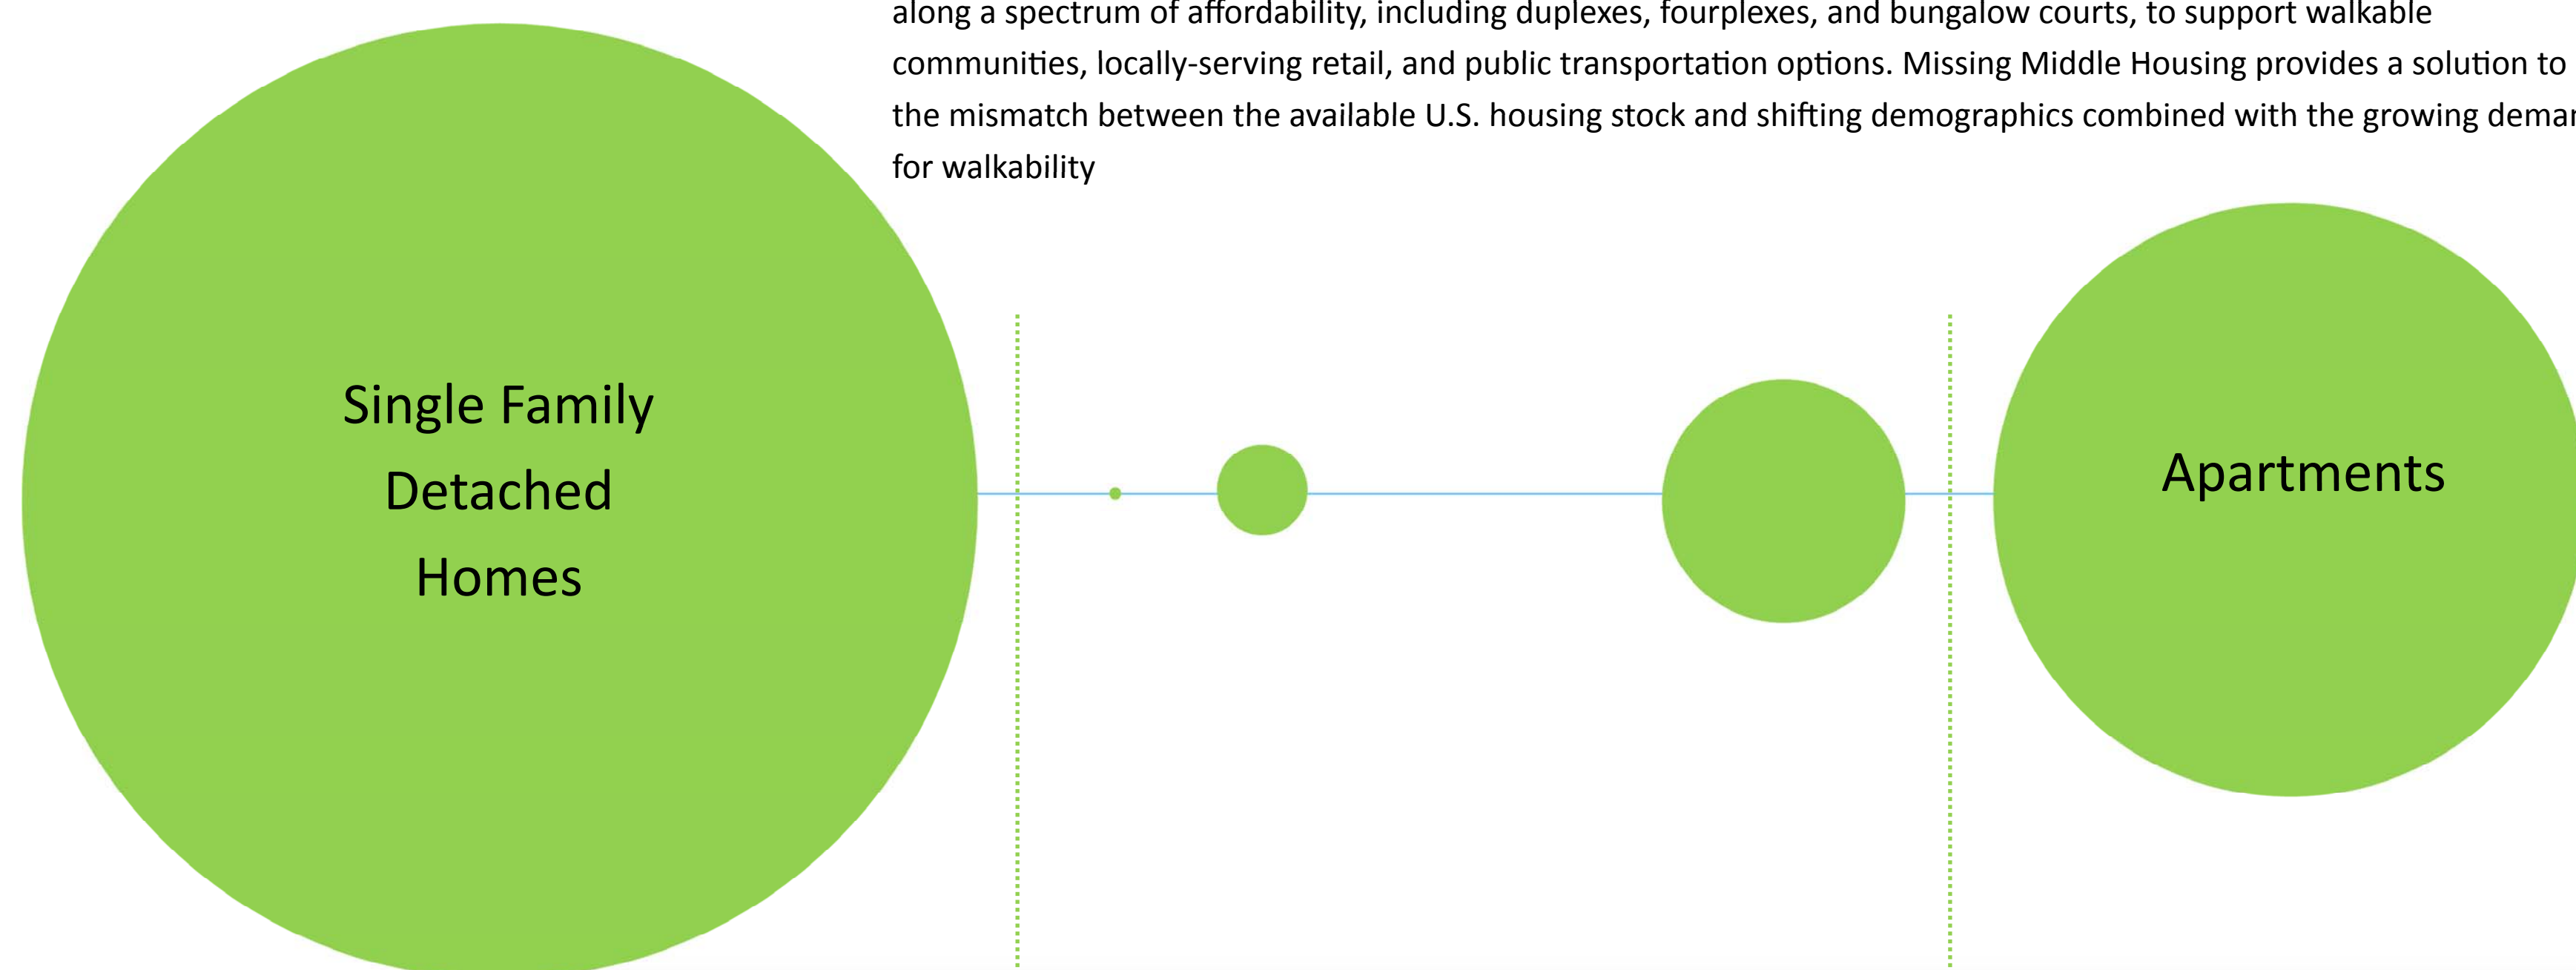 along a spectrum of affordability, including duplexes, fourplexes, and bungalow courts, to support walkable
communities, locally-serving retail, and public transportation options. Missing Middle Housing provides a solution to
the mismatch between the available U.S. housing stock and shifting demographics combined with the growing
for walkability
Single Family
Detached
Homes
Apartments